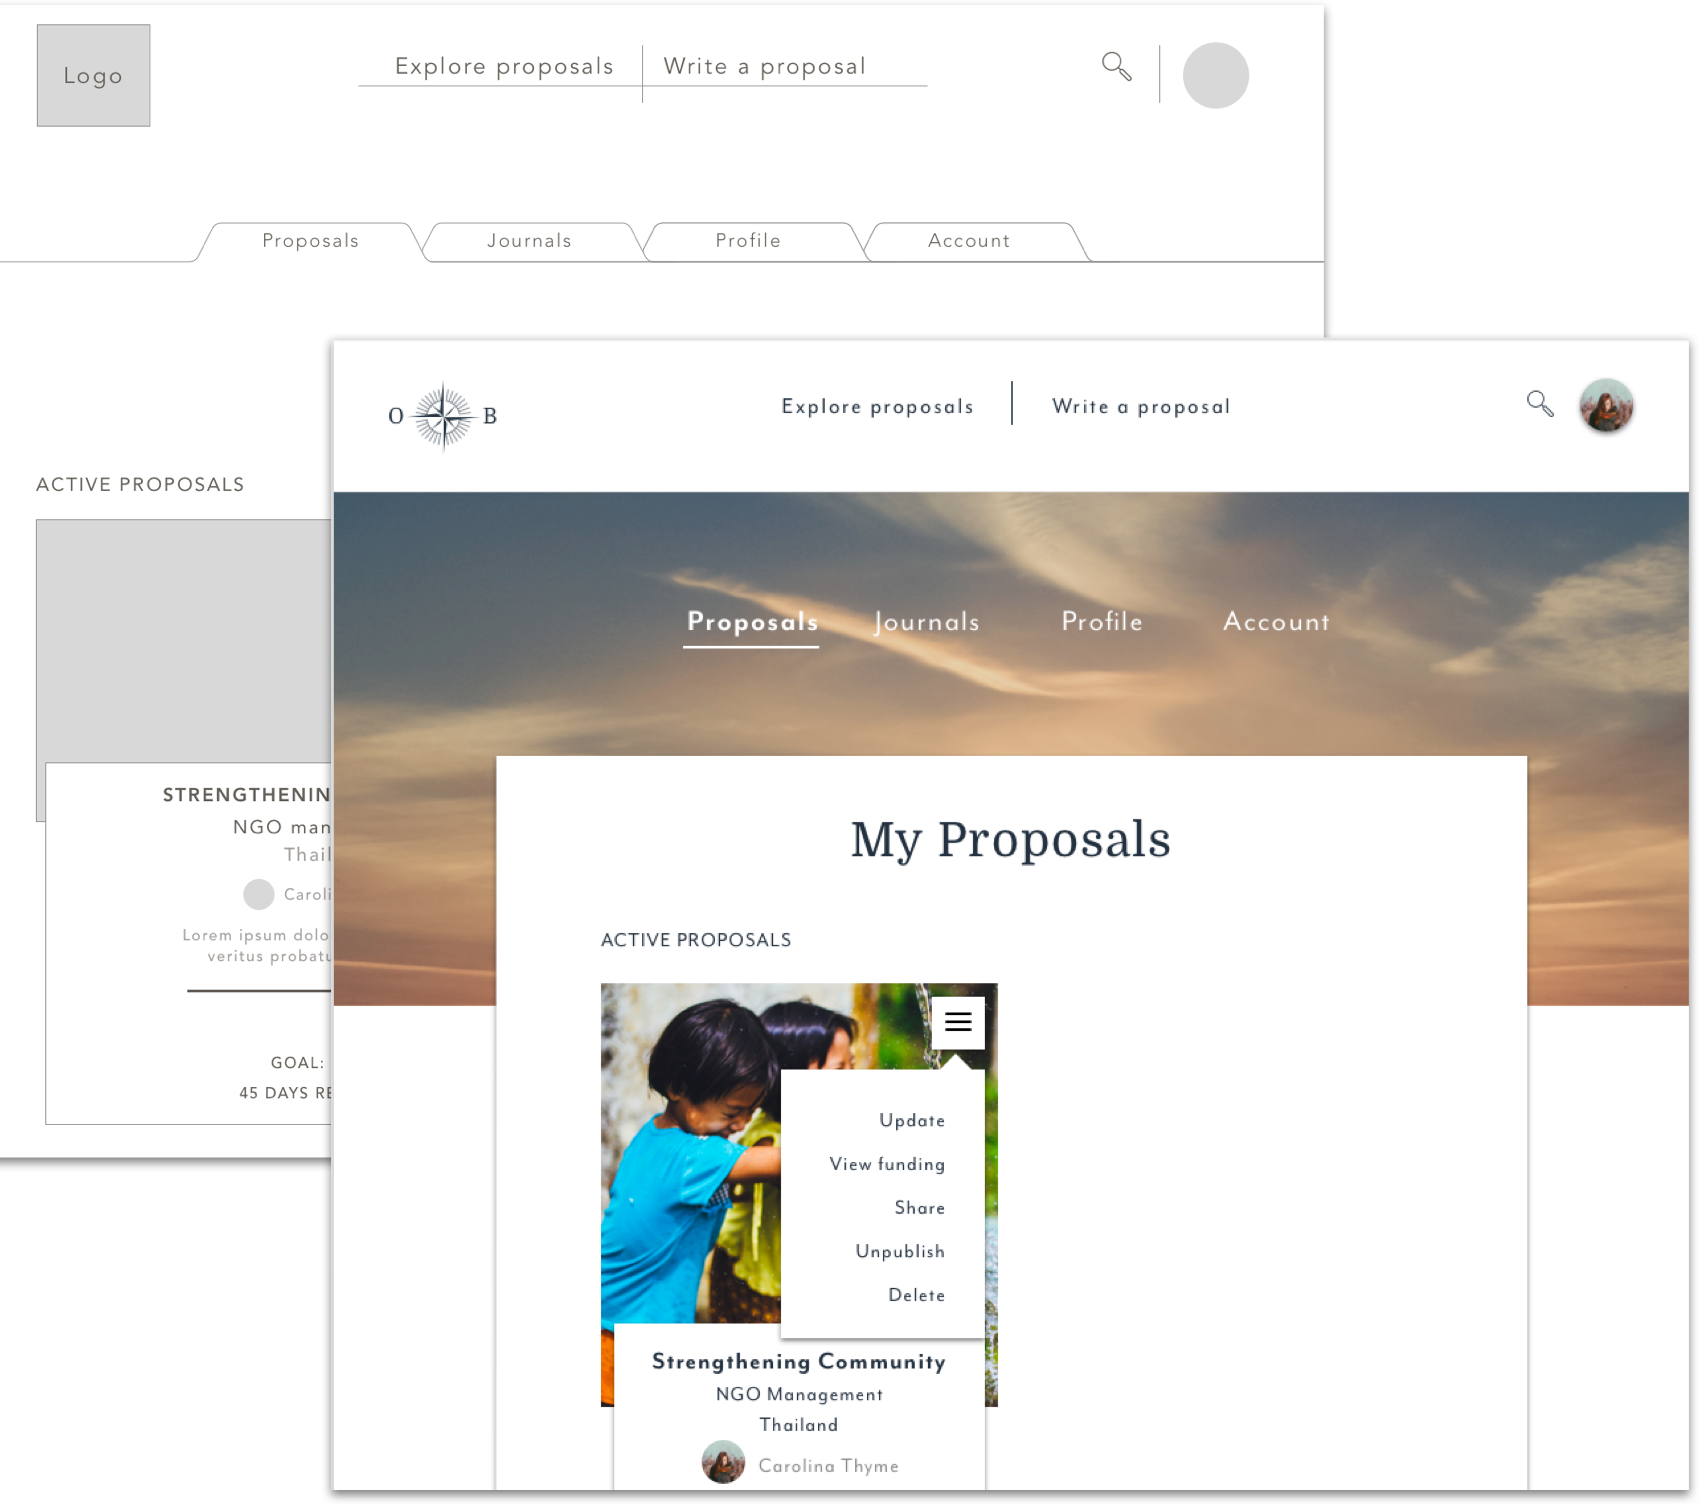 Logo
Explore proposals
Write a proposal
Proposals
Journals
Profile
Account
ACTIVE PROPOSALS
STRENGTHENIN
NGO man
Thail
Caroli
Lorem ipsum dolo
veritus probatu
GOAL:
45 DAYS RE
O B
Explore proposals
Write a proposal
Proposals
Journals
Profile
Account
My Proposals
ACTIVE PROPOSALS
Update
View funding
Share
Unpublish
Delete
Strengthening Community
NGO Management
Thailand
Carolina Thyme